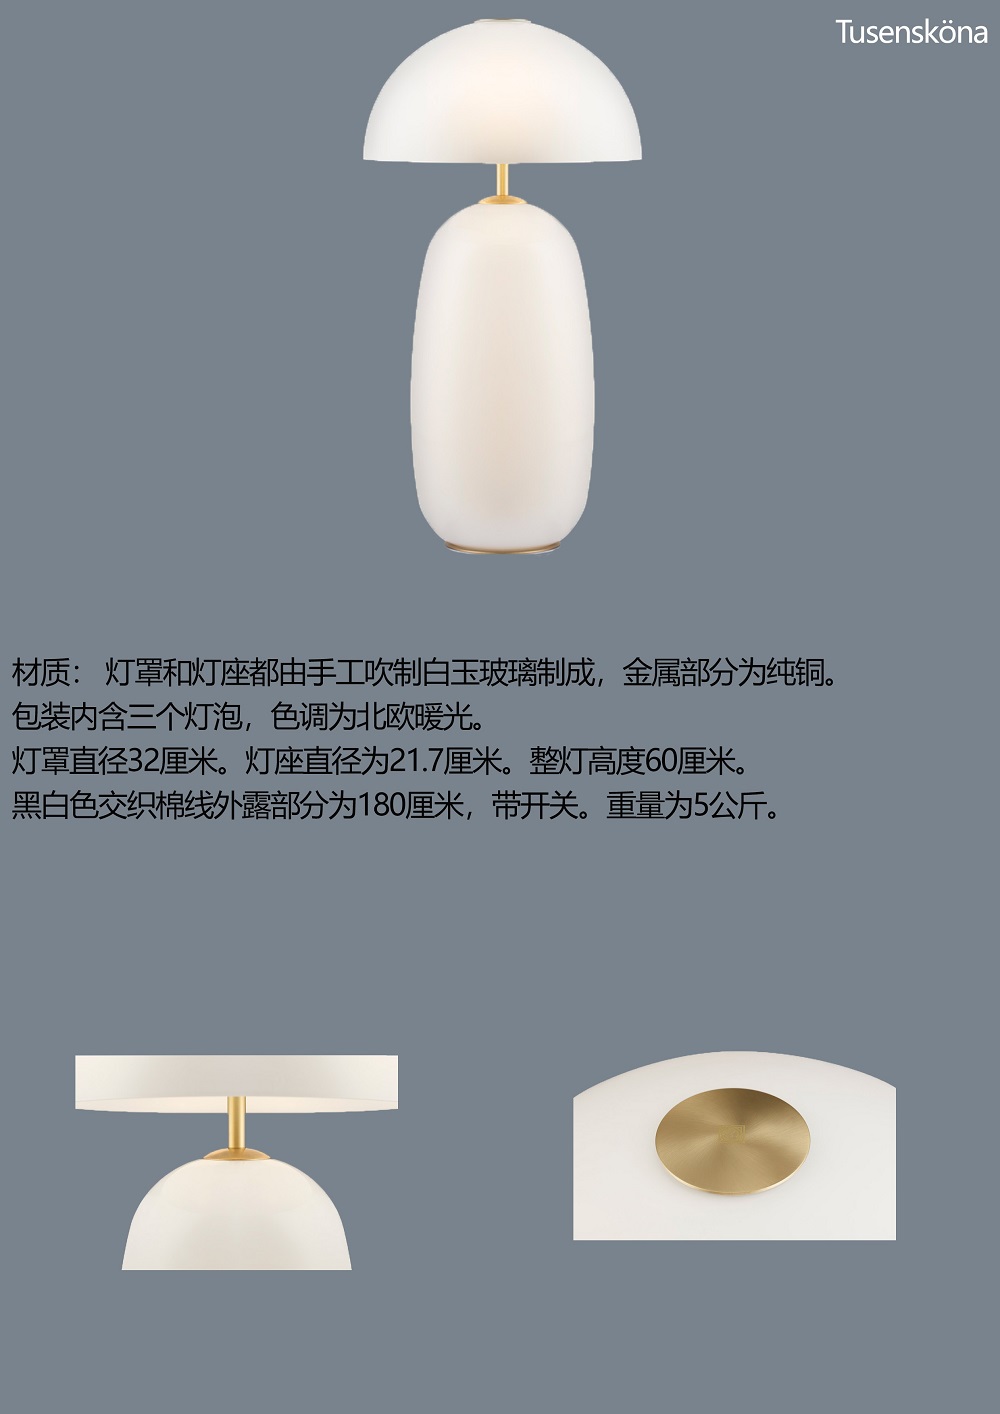 Tusensköna
材质： 灯罩和灯座都由手工吹制白玉玻璃制成，金属部分为纯铜。
包装内含三个灯泡，色调为北欧暖光。
灯罩直径32厘米。灯座直径为21.7厘米。整灯高度60厘米。
黑白色交织棉线外露部分为180厘米，带开关。重量为5公斤。